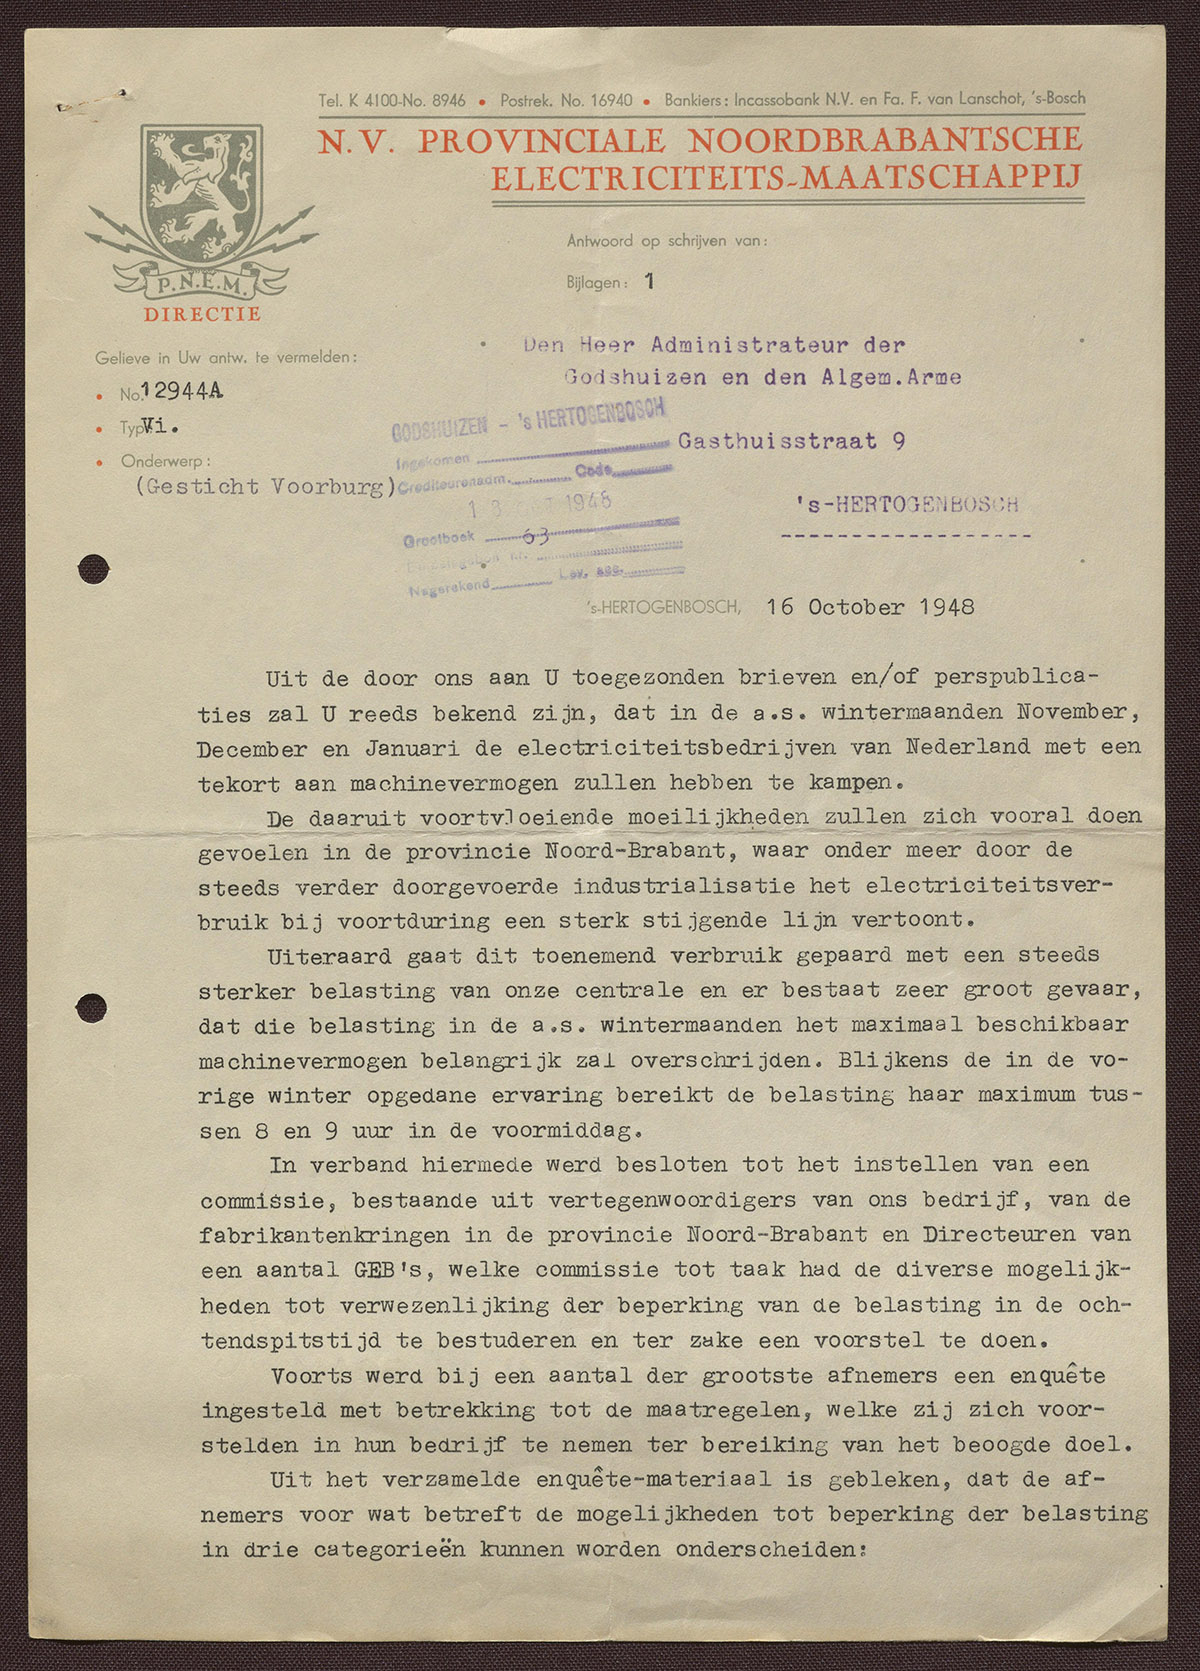 Tel. K 4100-No. 8946 • Postrek. No. 16940 • Bankiers: Incassobank N.V. en Fa. F. van Lanschot, 's-Bosch
N.V. PROVINCIALE NOORDBRABANTSCHE
ELECTRICITEITS-MAATSCHAPPIJ
P.N.E.M.
DIRECTIE
Antwoord op schrijven van:
Bijlagen: 1
Gelieve in Uw antw. te vermelden:
• No. 12944A
• Typ Vi.
• Onderwerp:
(Gesticht Voorburg)
Den Heer Administrateur der
Godshuizen en den Algem.Arme
Gasthuisstraat 9
's-HERTOGENBOSCH
GODSHUIZEN - 's HERTOGENBOSCH
Ingekomen
Crediteurenadm. Code
1948
Grootboek 63
Nagerekend Lev. acc.
's-HERTOGENBOSCH, 16 October 1948
Uit de door ons aan U toegezonden brieven en/of perspublica-
ties zal U reeds bekend zijn, dat in de a.s. wintermaanden November,
December en Januari de electriciteitsbedrijven van Nederland met een
tekort aan machinevermogen zullen hebben te kampen.
De daaruit voortvloeiende moeilijkheden zullen zich vooral doen
gevoelen in de provincie Noord-Brabant, waar onder meer door de
steeds verder doorgevoerde industrialisatie het electriciteitsver-
bruik bij voortduring een sterk stijgende lijn vertoont.
Uiteraard gaat dit toenemend verbruik gepaard met een steeds
sterker belasting van onze centrale en er bestaat zeer groot gevaar,
dat die belasting in de a.s. wintermaanden het maximaal beschikbaar
machinevermogen belangrijk zal overschrijden. Blijkens de in de vo-
rige winter opgedane ervaring bereikt de belasting haar maximum tus-
sen 8 en 9 uur in de voormiddag.
In verband hiermede werd besloten tot het instellen van een
commissie, bestaande uit vertegenwoordigers van ons bedrijf, van de
fabrikantenkringen in de provincie Noord-Brabant en Directeuren van
een aantal GEB's, welke commissie tot taak had de diverse mogelijk-
heden tot verwezenlijking der beperking van de belasting in de och-
tendspitstijd te bestuderen en ter zake een voorstel te doen.
Voorts werd bij een aantal der grootste afnemers een enquête
ingesteld met betrekking tot de maatregelen, welke zij zich voor-
stelden in hun bedrijf te nemen ter bereiking van het beoogde doel.
Uit het verzamelde enquête-materiaal is gebleken, dat de af-
nemers voor wat betreft de mogelijkheden tot beperking der belasting
in drie categorieën kunnen worden onderscheiden: